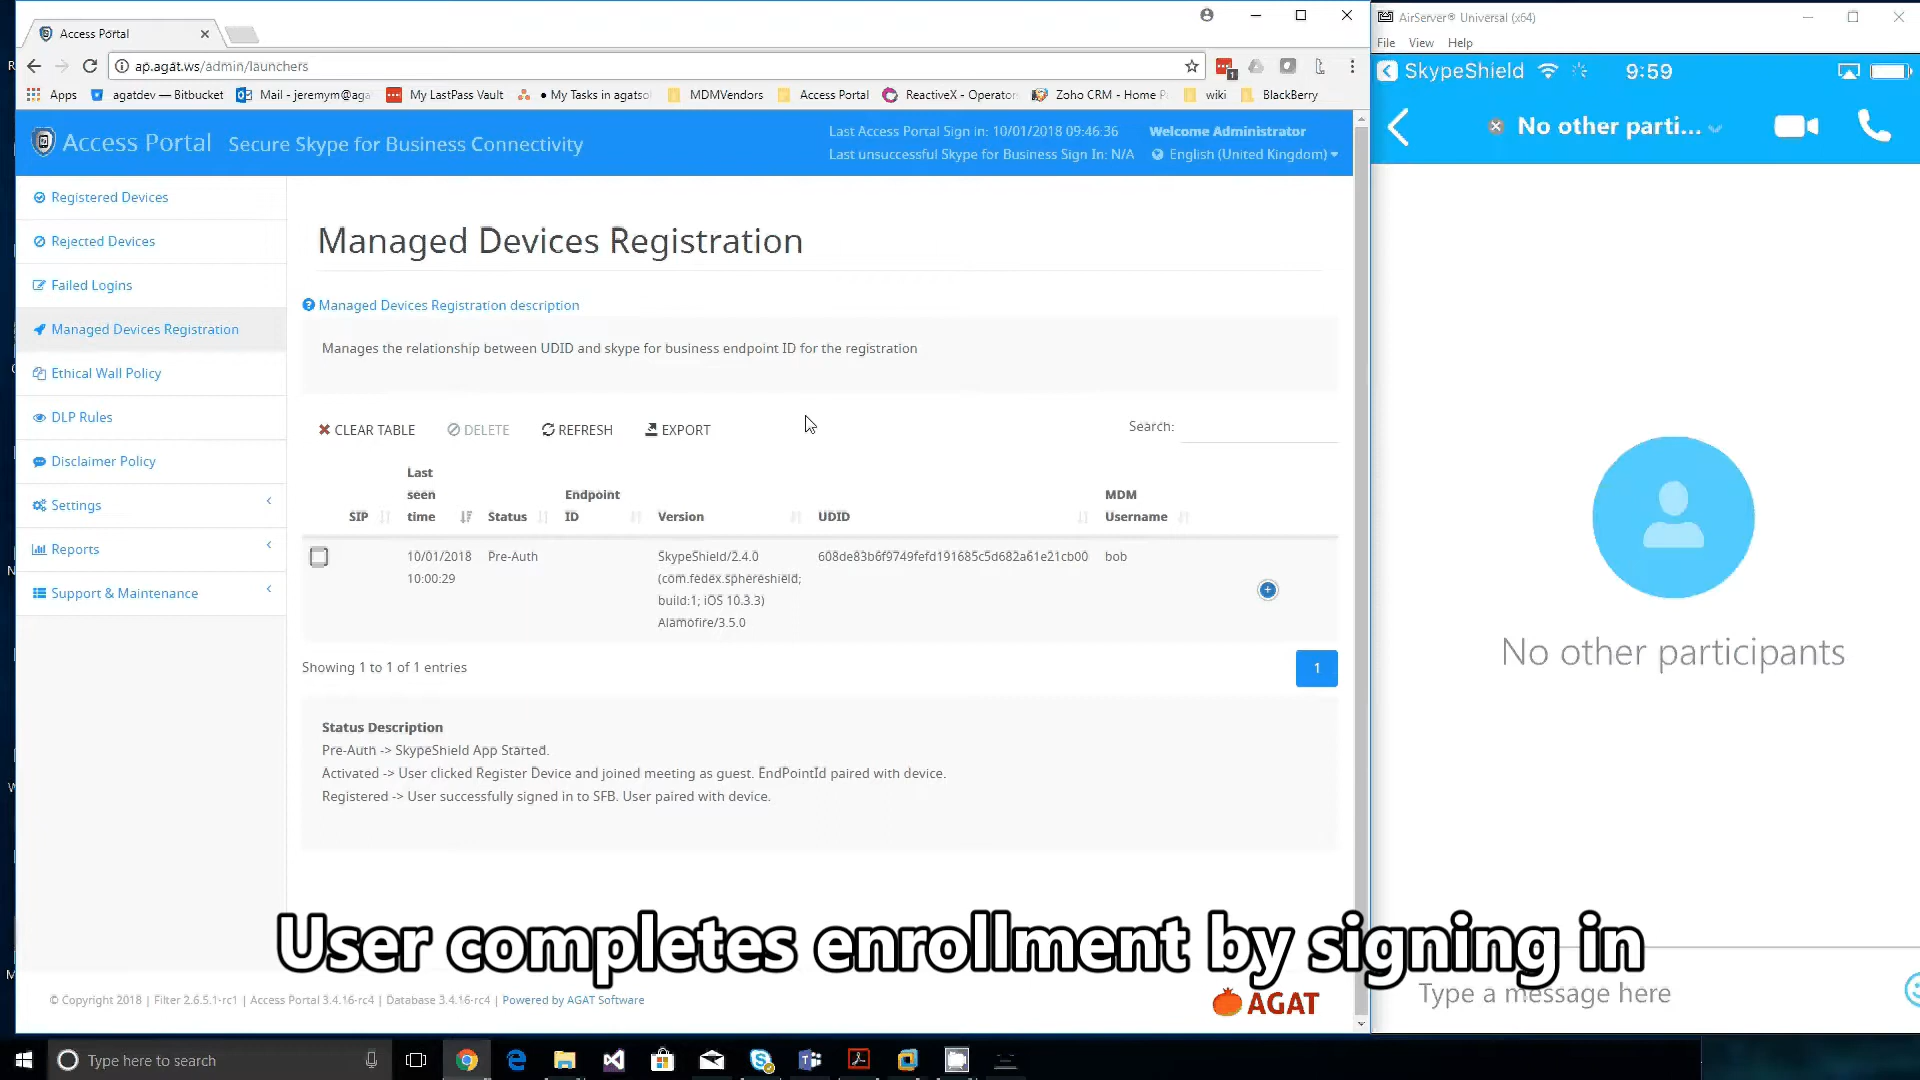 Access Portal
ap.agat.ws/admin/launchers
Apps
agatdev — Bitbucket
Mail - jeremym@aga
My LastPass Vault
• My Tasks in agatso
MDMVendors
Access Portal
ReactiveX - Operator
Zoho CRM - Home P
wiki
BlackBerry
Access Portal Secure Skype for Business Connectivity
Last Access Portal Sign in: 10/01/2018 09:46:36
Last unsuccessful Skype for Business Sign In: N/A
Welcome Administrator
English (United Kingdom)
Registered Devices
Rejected Devices
Failed Logins
Managed Devices Registration
Ethical Wall Policy
DLP Rules
Disclaimer Policy
Settings
Reports
Support & Maintenance
Managed Devices Registration
Managed Devices Registration description
Manages the relationship between UDID and skype for business endpoint ID for the registration
CLEAR TABLE DELETE REFRESH EXPORT
Search:
SIP
Last seen time
Status
Endpoint ID
Version
UDID
MDM Username
10/01/2018
10:00:29
Pre-Auth
SkypeShield/2.4.0
(com.fedex.sphereshield;
build:1; iOS 10.3.3)
Alamofire/3.5.0
608de83b6f9749fefd191685c5d682a61e21cb00
bob
Showing 1 to 1 of 1 entries
1
Status Description
Pre-Auth -> SkypeShield App Started.
Activated -> User clicked Register Device and joined meeting as guest. EndPointId paired with device.
Registered -> User successfully signed in to SFB. User paired with device.
User completes enrollment by signing in
© Copyright 2018 | Filter 2.6.5.1-rc1 | Access Portal 3.4.16-rc4 | Database 3.4.16-rc4 | Powered by AGAT Software
AGAT
AirServer® Universal (x64)
File View Help
SkypeShield
9:59
No other parti...
No other participants
Type a message here
Type here to search